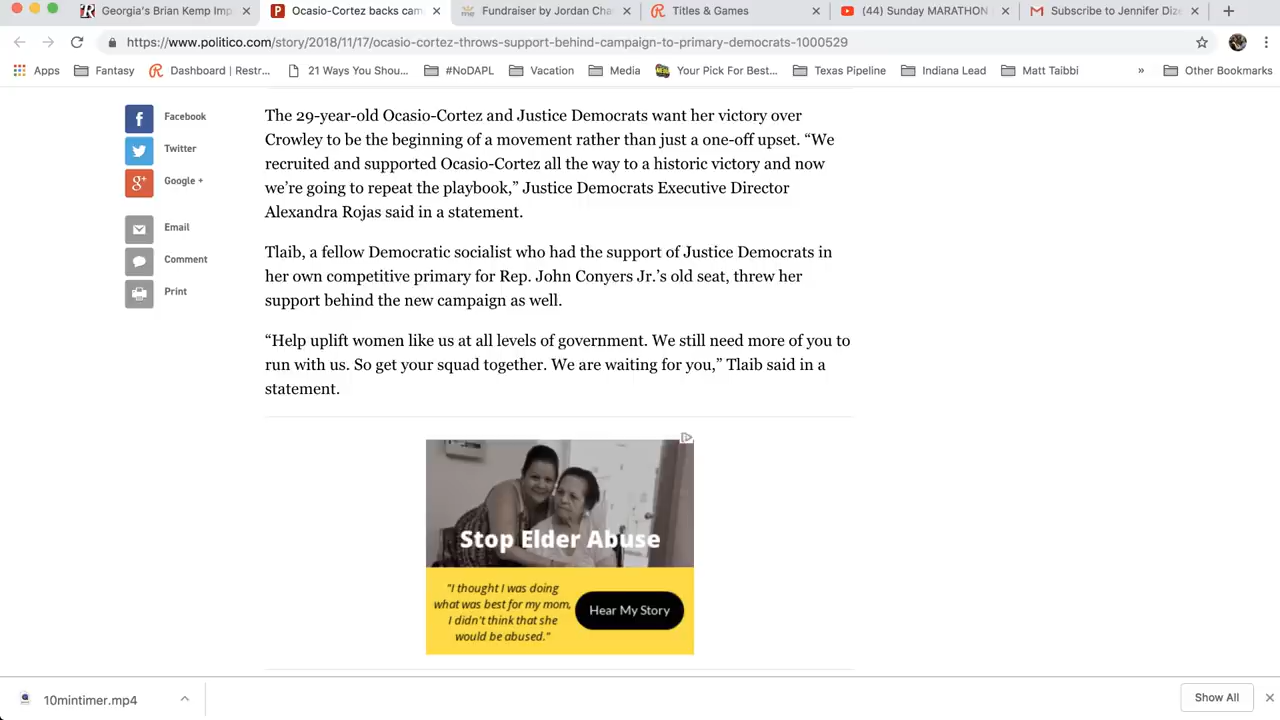 Georgia's Brian Kemp Imp
Ocasio-Cortez backs cam
Fundraiser by Jordan Cha
Titles & Games
(44) Sunday MARATHON
Subscribe to Jennifer Dize
https://www.politico.com/story/2018/11/17/ocasio-cortez-throws-support-behind-campaign-to-primary-democrats-1000529
Apps
Fantasy
Dashboard | Restr...
21 Ways You Shou...
#NoDAPL
Vacation
Media
Your Pick For Best...
Texas Pipeline
Indiana Lead
Matt Taibbi
»
Other Bookmarks
Facebook
Twitter
Google +
Email
Comment
Print
The 29-year-old Ocasio-Cortez and Justice Democrats want her victory over
Crowley to be the beginning of a movement rather than just a one-off upset. “We
recruited and supported Ocasio-Cortez all the way to a historic victory and now
we’re going to repeat the playbook,” Justice Democrats Executive Director
Alexandra Rojas said in a statement.
Tlaib, a fellow Democratic socialist who had the support of Justice Democrats in
her own competitive primary for Rep. John Conyers Jr.’s old seat, threw her
support behind the new campaign as well.
“Help uplift women like us at all levels of government. We still need more of you to
run with us. So get your squad together. We are waiting for you,” Tlaib said in a
statement.
Stop Elder Abuse
"I thought I was doing
what was best for my mom,
I didn't think that she
would be abused."
Hear My Story
10mintimer.mp4
Show All